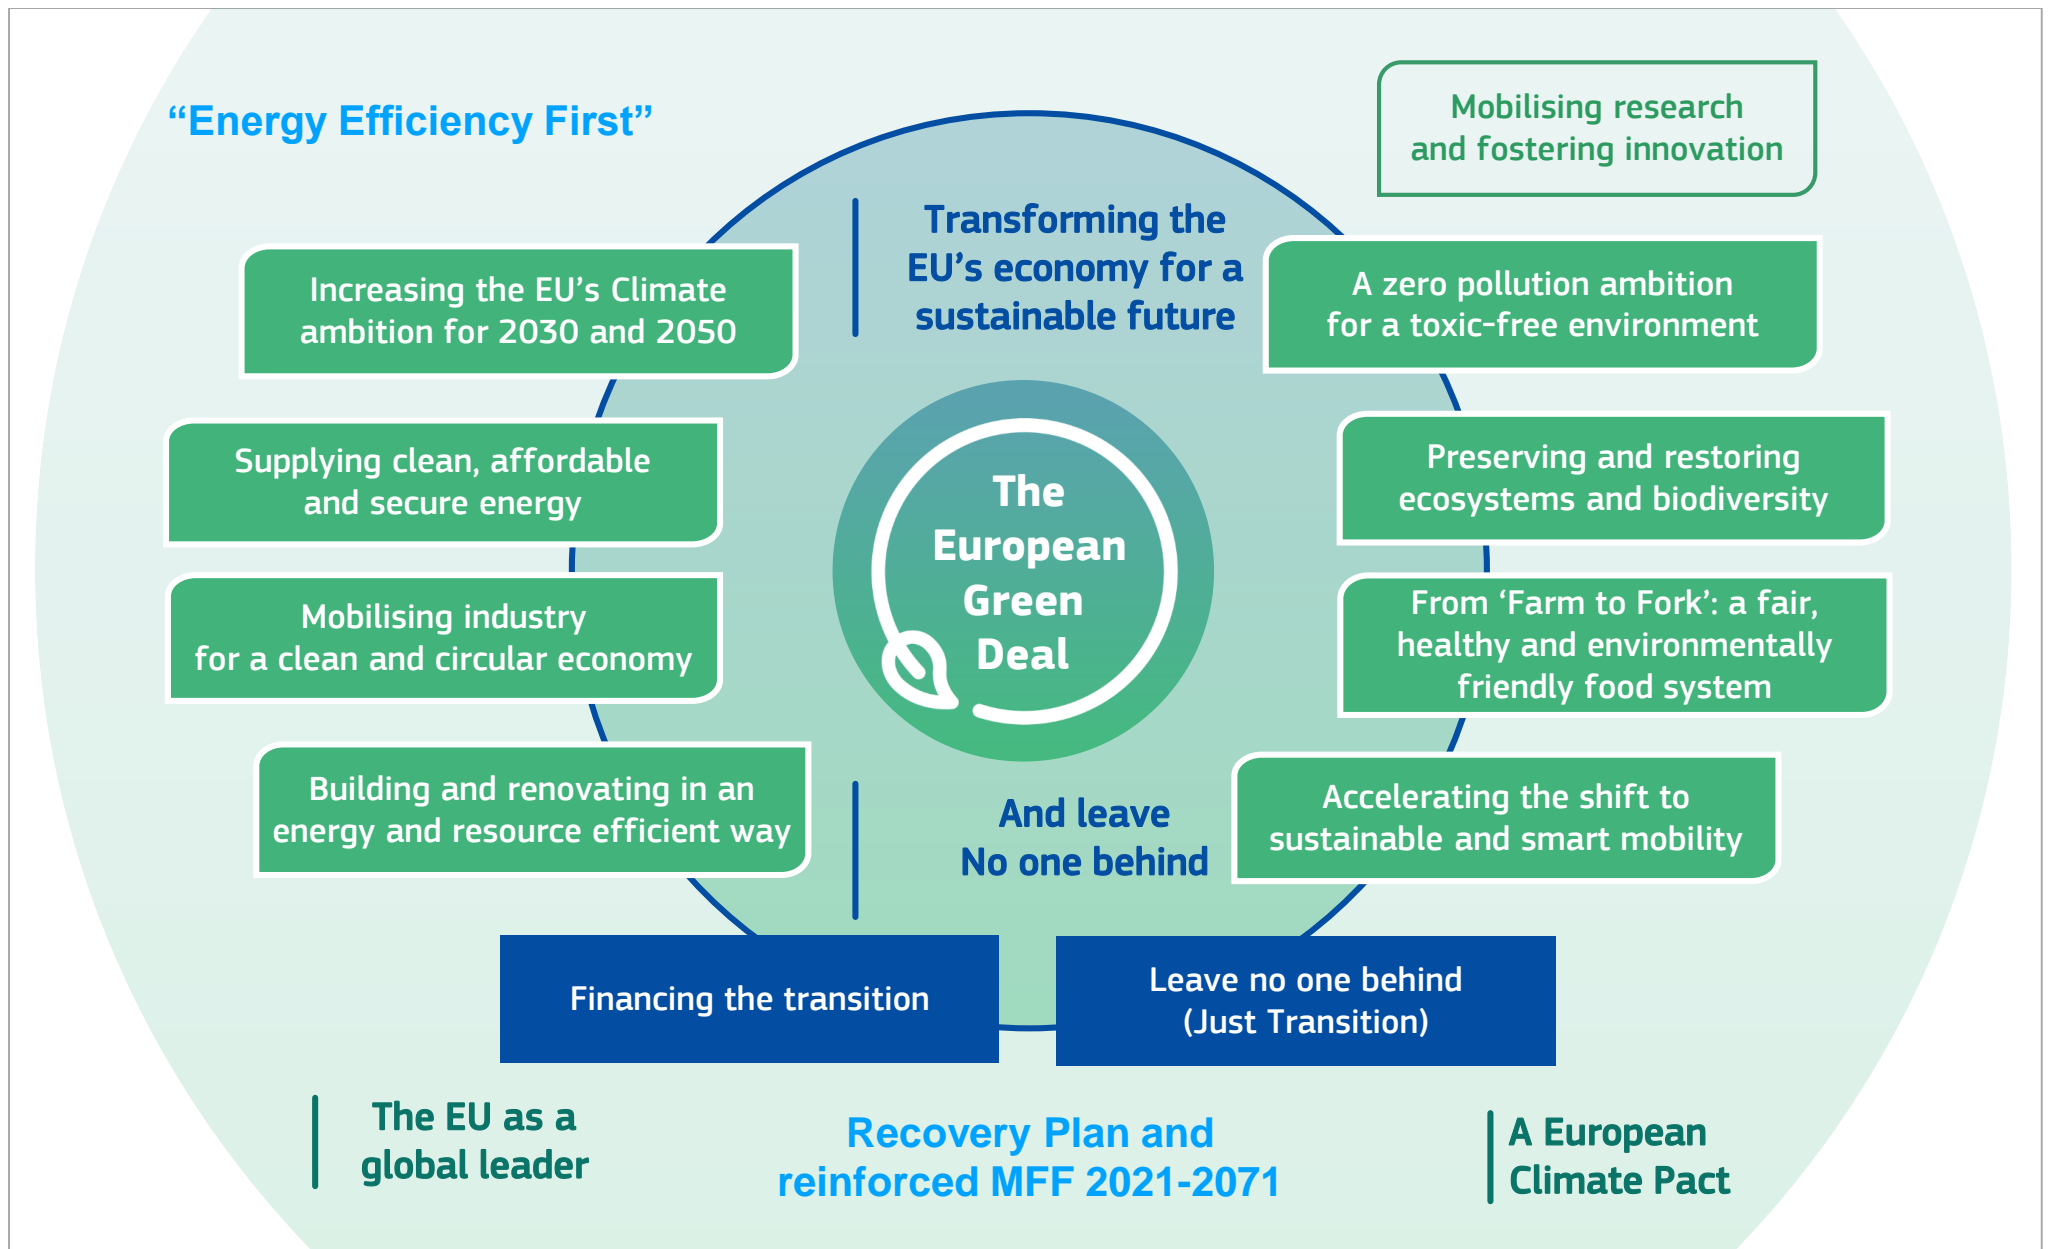 “Energy Efficiency First”
Mobilising research
and fostering innovation
Transforming the
EU’s economy for a
sustainable future
Increasing the EU’s Climate
ambition for 2030 and 2050
A zero pollution ambition
for a toxic-free environment
Supplying clean, affordable
and secure energy
Preserving and restoring
ecosystems and biodiversity
The
European
Green
Deal
Mobilising industry
for a clean and circular economy
From ‘Farm to Fork’: a fair,
healthy and environmentally
friendly food system
Building and renovating in an
energy and resource efficient way
And leave
No one behind
Accelerating the shift to
sustainable and smart mobility
Financing the transition
Leave no one behind
(Just Transition)
The EU as a
global leader
Recovery Plan and
reinforced MFF 2021-2071
A European
Climate Pact